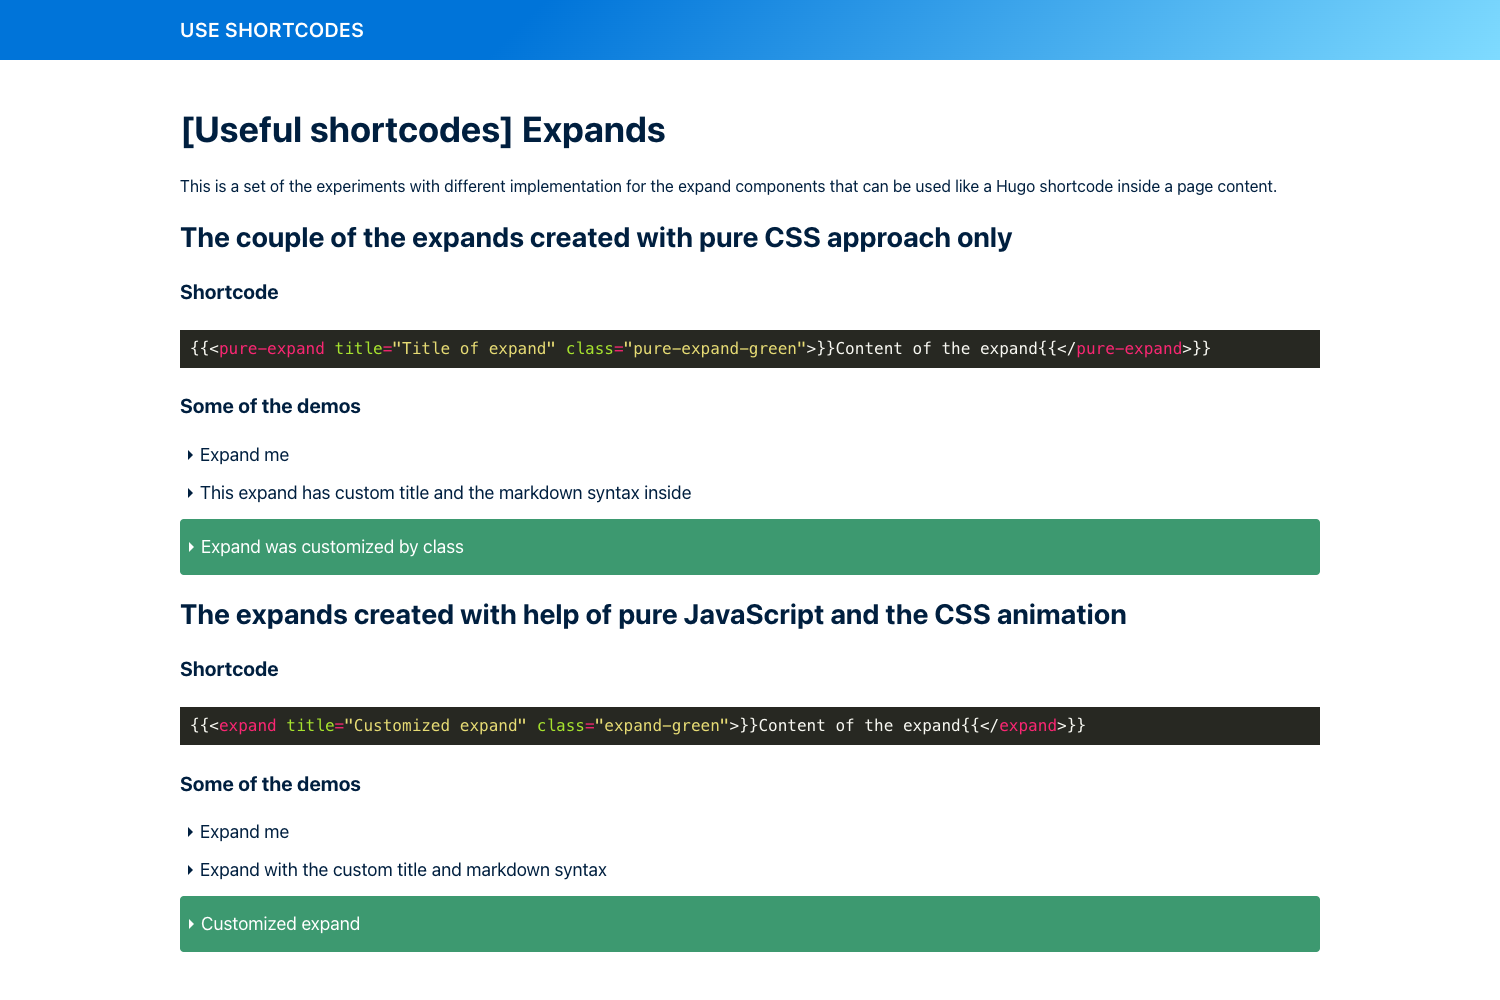 USE SHORTCODES
[Useful shortcodes] Expands
This is a set of the experiments with different implementation for the expand components that can be used like a Hugo shortcode inside a page content.
The couple of the expands created with pure CSS approach only
Shortcode
{{<pure-expand title="Title of expand" class="pure-expand-green">}}Content of the expand{{</pure-expand>}}
Some of the demos
Expand me
This expand has custom title and the markdown syntax inside
Expand was customized by class
The expands created with help of pure JavaScript and the CSS animation
Shortcode
{{<expand title="Customized expand" class="expand-green">}}Content of the expand{{</expand>}}
Some of the demos
Expand me
Expand with the custom title and markdown syntax
Customized expand